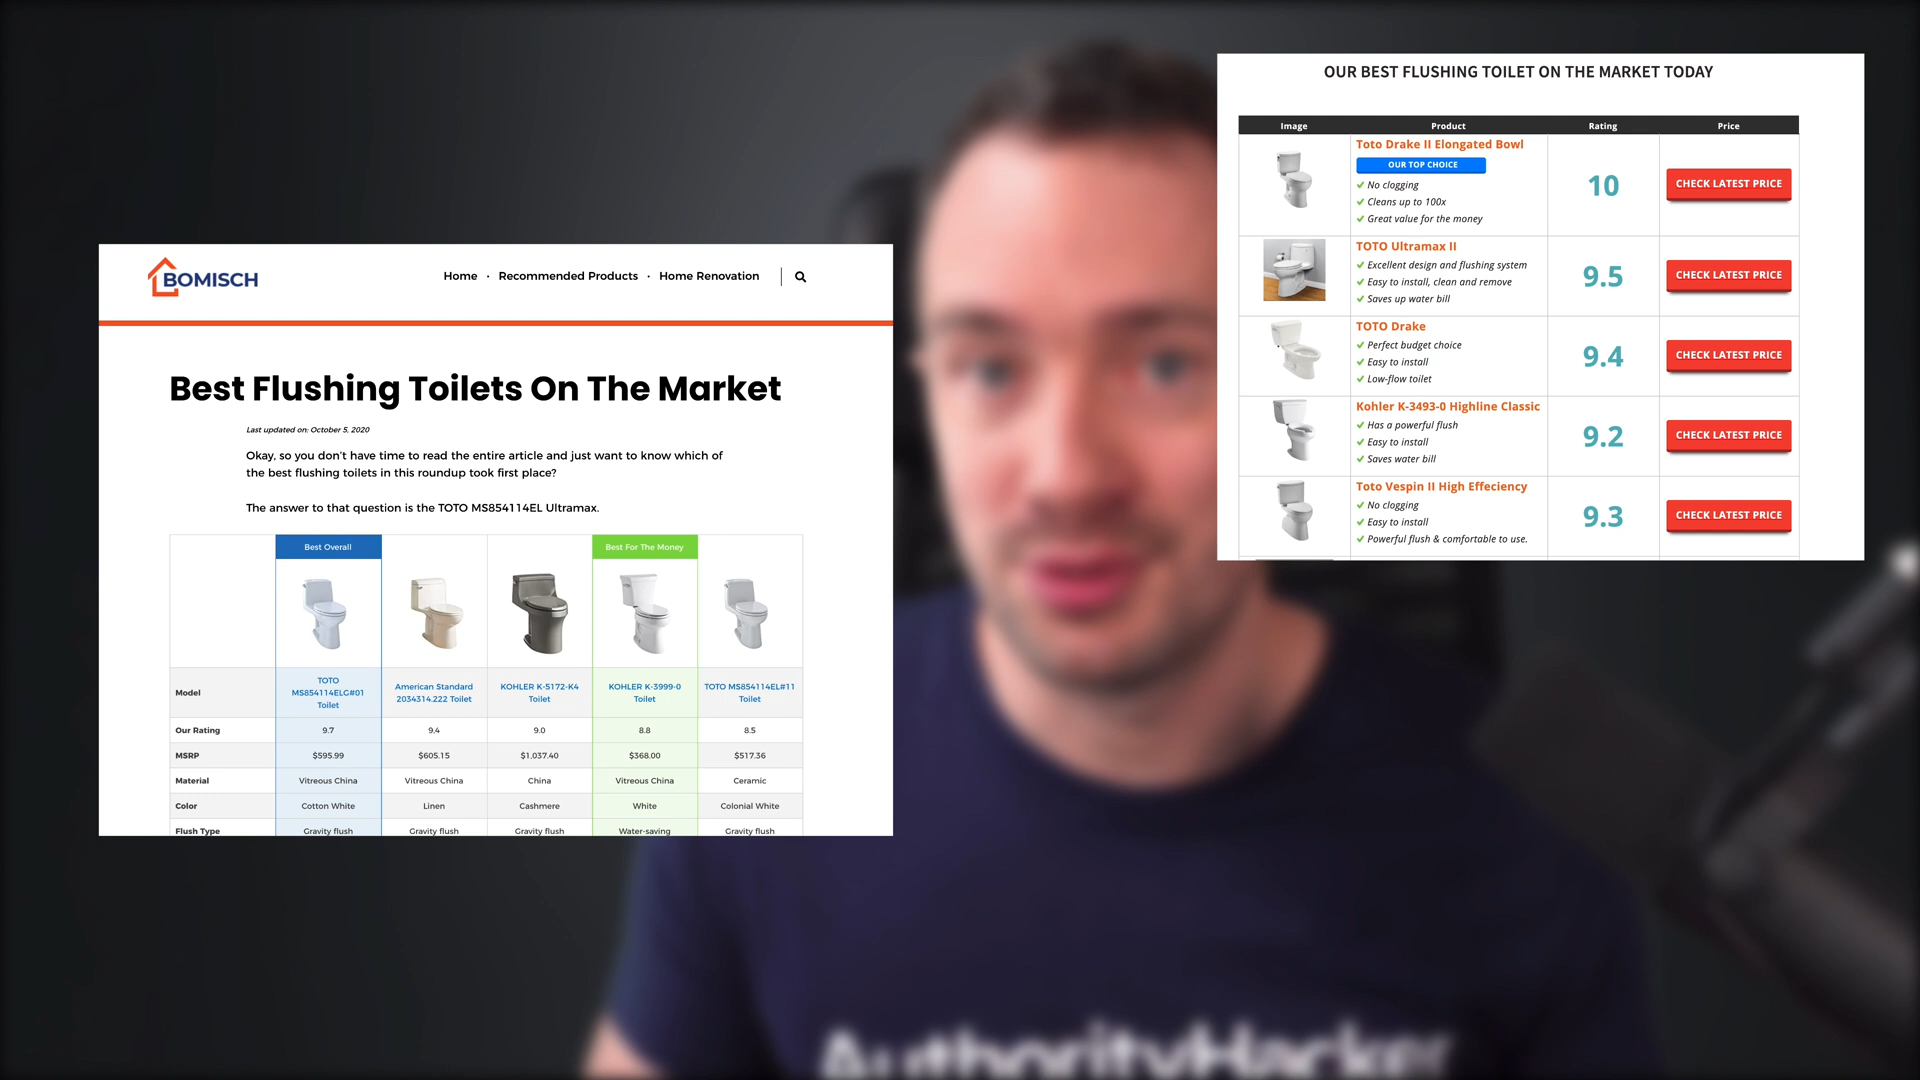 BOMISCH
Home · Recommended Products · Home Renovation
Best Flushing Toilets On The Market
Last updated on: October 5, 2020
Okay, so you don't have time to read the entire article and just want to know which of
the best flushing toilets in this roundup took first place?
The answer to that question is the TOTO MS854114EL Ultramax.
Best Overall Best For The Money
Model TOTO MS854114ELG#01 Toilet American Standard 2034314.222 Toilet KOHLER K-5172-K4 Toilet KOHLER K-3999-0 Toilet TOTO MS854114EL#11 Toilet
Our Rating 9.7 9.4 9.0 8.8 8.5
MSRP $595.99 $605.15 $1,037.40 $368.00 $517.36
Material Vitreous China Vitreous China China Vitreous China Ceramic
Color Cotton White Linen Cashmere White Colonial White
Flush Type Gravity flush Gravity flush Gravity flush Water-saving Gravity flush
OUR BEST FLUSHING TOILET ON THE MARKET TODAY
Image Product Rating Price
Toto Drake II Elongated Bowl
OUR TOP CHOICE
✓ No clogging
✓ Cleans up to 100x
✓ Great value for the money
10
CHECK LATEST PRICE
TOTO Ultramax II
✓ Excellent design and flushing system
✓ Easy to install, clean and remove
✓ Saves up water bill
9.5
CHECK LATEST PRICE
TOTO Drake
✓ Perfect budget choice
✓ Easy to install
✓ Low-flow toilet
9.4
CHECK LATEST PRICE
Kohler K-3493-0 Highline Classic
✓ Has a powerful flush
✓ Easy to install
✓ Saves water bill
9.2
CHECK LATEST PRICE
Toto Vespin II High Effeciency
✓ No clogging
✓ Easy to install
✓ Powerful flush & comfortable to use.
9.3
CHECK LATEST PRICE
AuthorityHacker